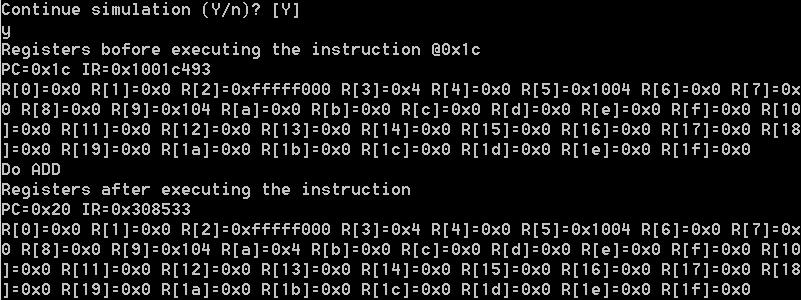 Continue simulation (Y/n)? [Y]
y
Registers bofore executing the instruction @0x1c
PC=0x1c IR=0x1001c493
R[0]=0x0 R[1]=0x0 R[2]=0xfffff000 R[3]=0x4 R[4]=0x0 R[5]=0x1004 R[6]=0x0 R[7]=0x
0 R[8]=0x0 R[9]=0x104 R[a]=0x0 R[b]=0x0 R[c]=0x0 R[d]=0x0 R[e]=0x0 R[f]=0x0 R[10
]=0x0 R[11]=0x0 R[12]=0x0 R[13]=0x0 R[14]=0x0 R[15]=0x0 R[16]=0x0 R[17]=0x0 R[18
]=0x0 R[19]=0x0 R[1a]=0x0 R[1b]=0x0 R[1c]=0x0 R[1d]=0x0 R[1e]=0x0 R[1f]=0x0
Do ADD
Registers after executing the instruction
PC=0x20 IR=0x308533
R[0]=0x0 R[1]=0x0 R[2]=0xfffff000 R[3]=0x4 R[4]=0x0 R[5]=0x1004 R[6]=0x0 R[7]=0x
0 R[8]=0x0 R[9]=0x104 R[a]=0x4 R[b]=0x0 R[c]=0x0 R[d]=0x0 R[e]=0x0 R[f]=0x0 R[10
]=0x0 R[11]=0x0 R[12]=0x0 R[13]=0x0 R[14]=0x0 R[15]=0x0 R[16]=0x0 R[17]=0x0 R[18
]=0x0 R[19]=0x0 R[1a]=0x0 R[1b]=0x0 R[1c]=0x0 R[1d]=0x0 R[1e]=0x0 R[1f]=0x0